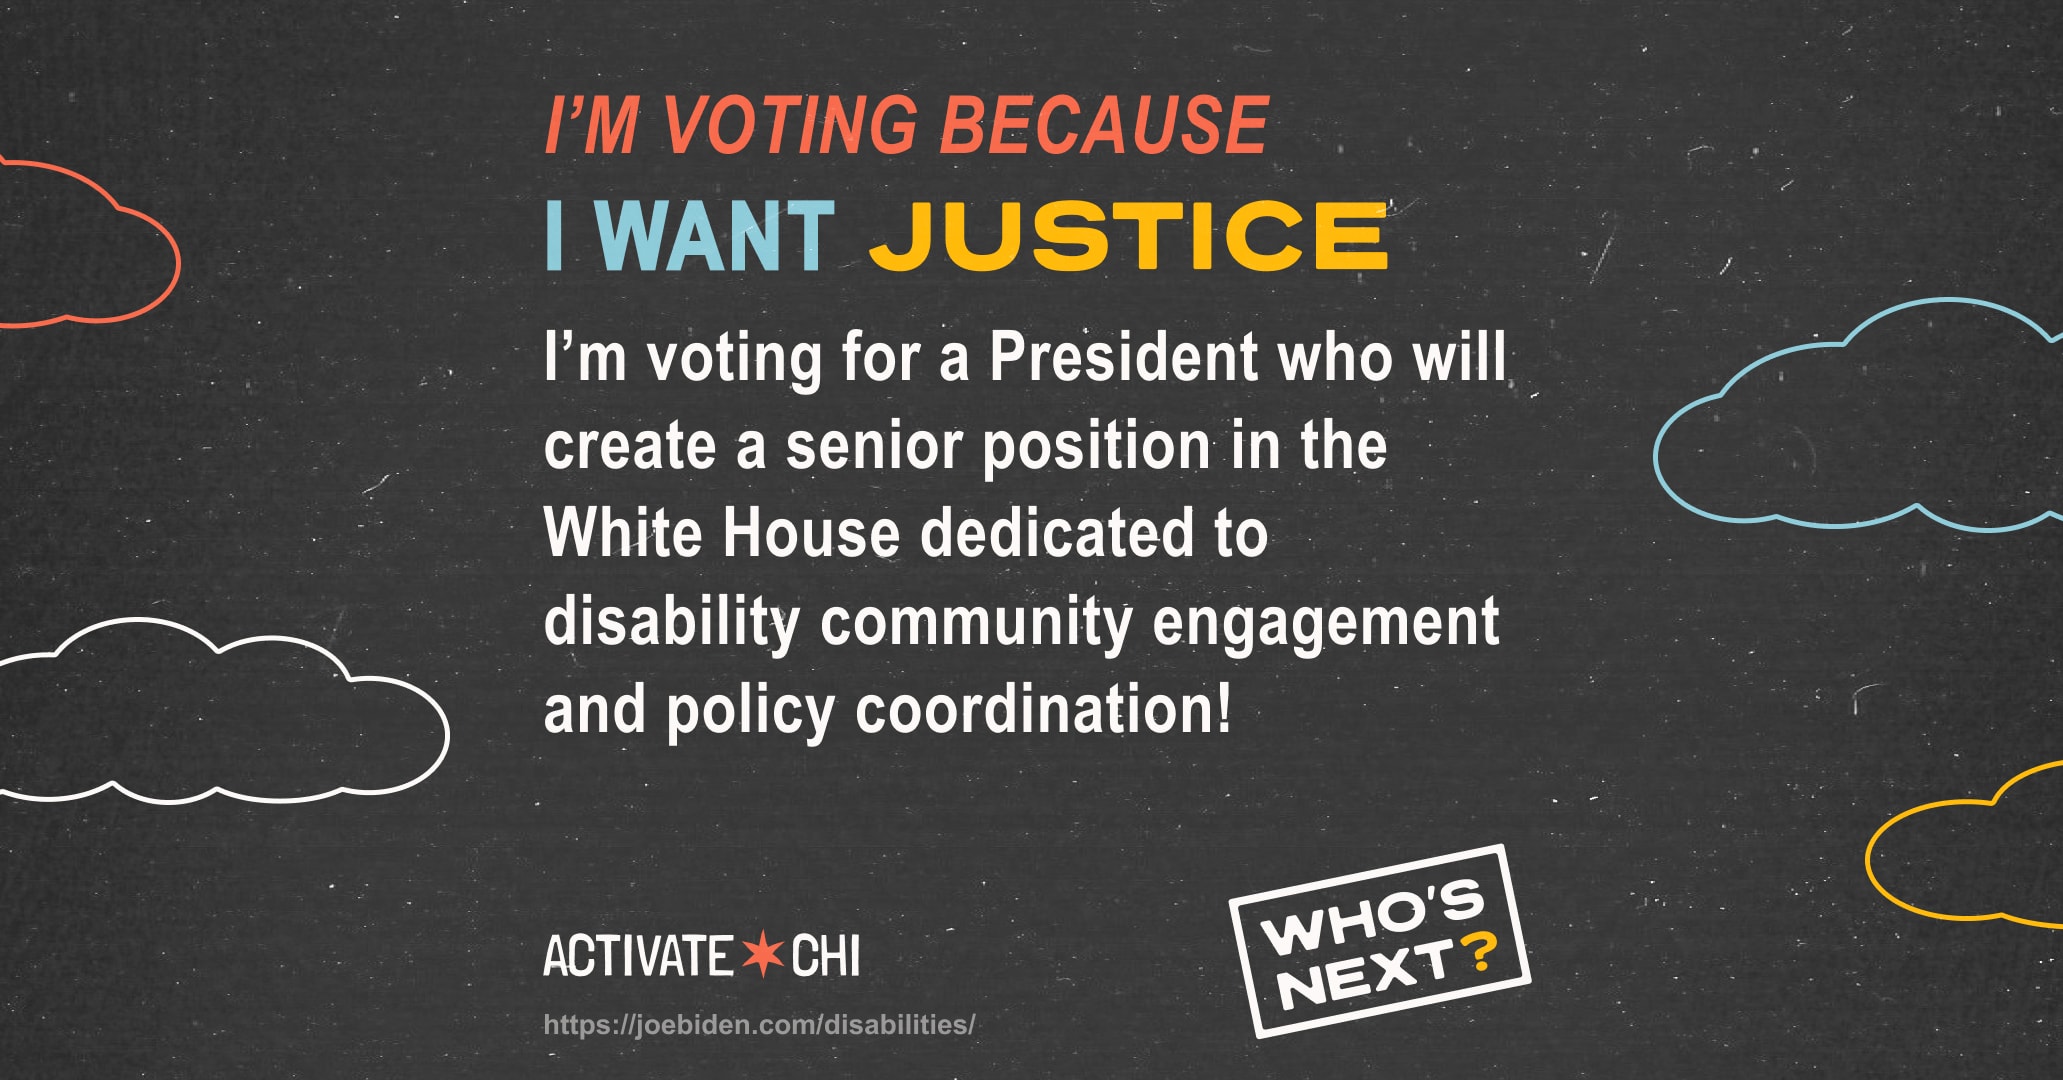 I'M VOTING BECAUSE
I WANT JUSTICE
I'm voting for a President who will
create a senior position in the
White House dedicated to
disability community engagement
and policy coordination!
ACTIVATE CHI
https://joebiden.com/disabilities/
WHO'S
NEXT?